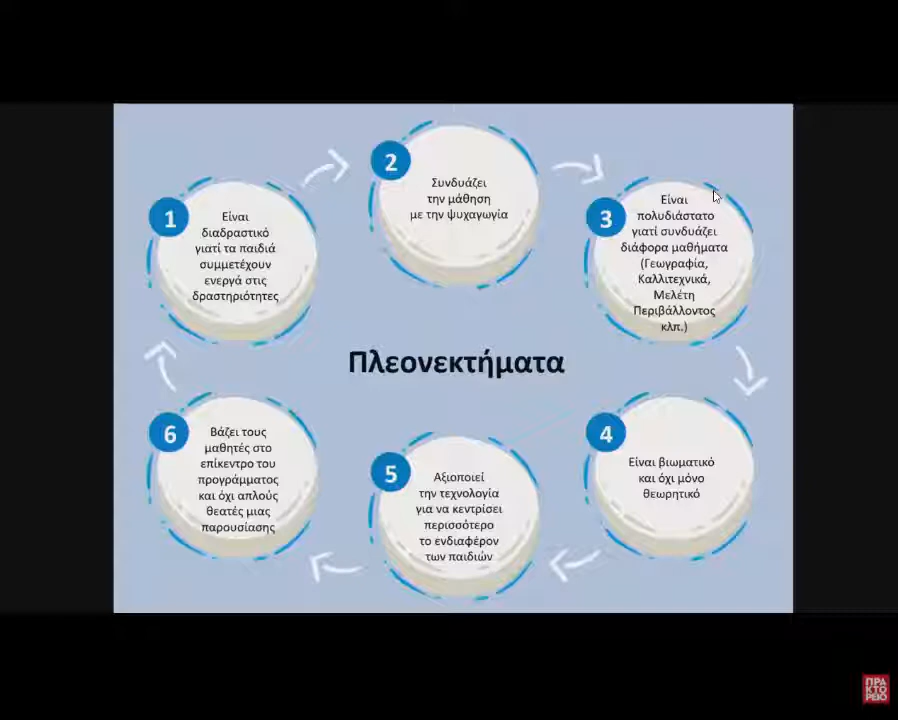 1
Είναι
διαδραστικό
γιατί τα παιδιά
συμμετέχουν
ενεργά στις
δραστηριότητες
2
Συνδυάζει
την μάθηση
με την ψυχαγωγία
3
Είναι
πολυδιάστατο
γιατί συνδυάζει
διάφορα μαθήματα
(Γεωγραφία,
Καλλιτεχνικά,
Μελέτη
Περιβάλλοντος
κλπ.)
Πλεονεκτήματα
4
Είναι βιωματικό
και όχι μόνο
θεωρητικό
5
Αξιοποιεί
την τεχνολογία
για να κεντρίσει
περισσότερο
το ενδιαφέρον
των παιδιών
6
Βάζει τους
μαθητές στο
επίκεντρο του
προγράμματος
και όχι απλούς
θεατές μιας
παρουσίασης
ΠΡΑ
ΚΤΟ
ΡΕΙΟ